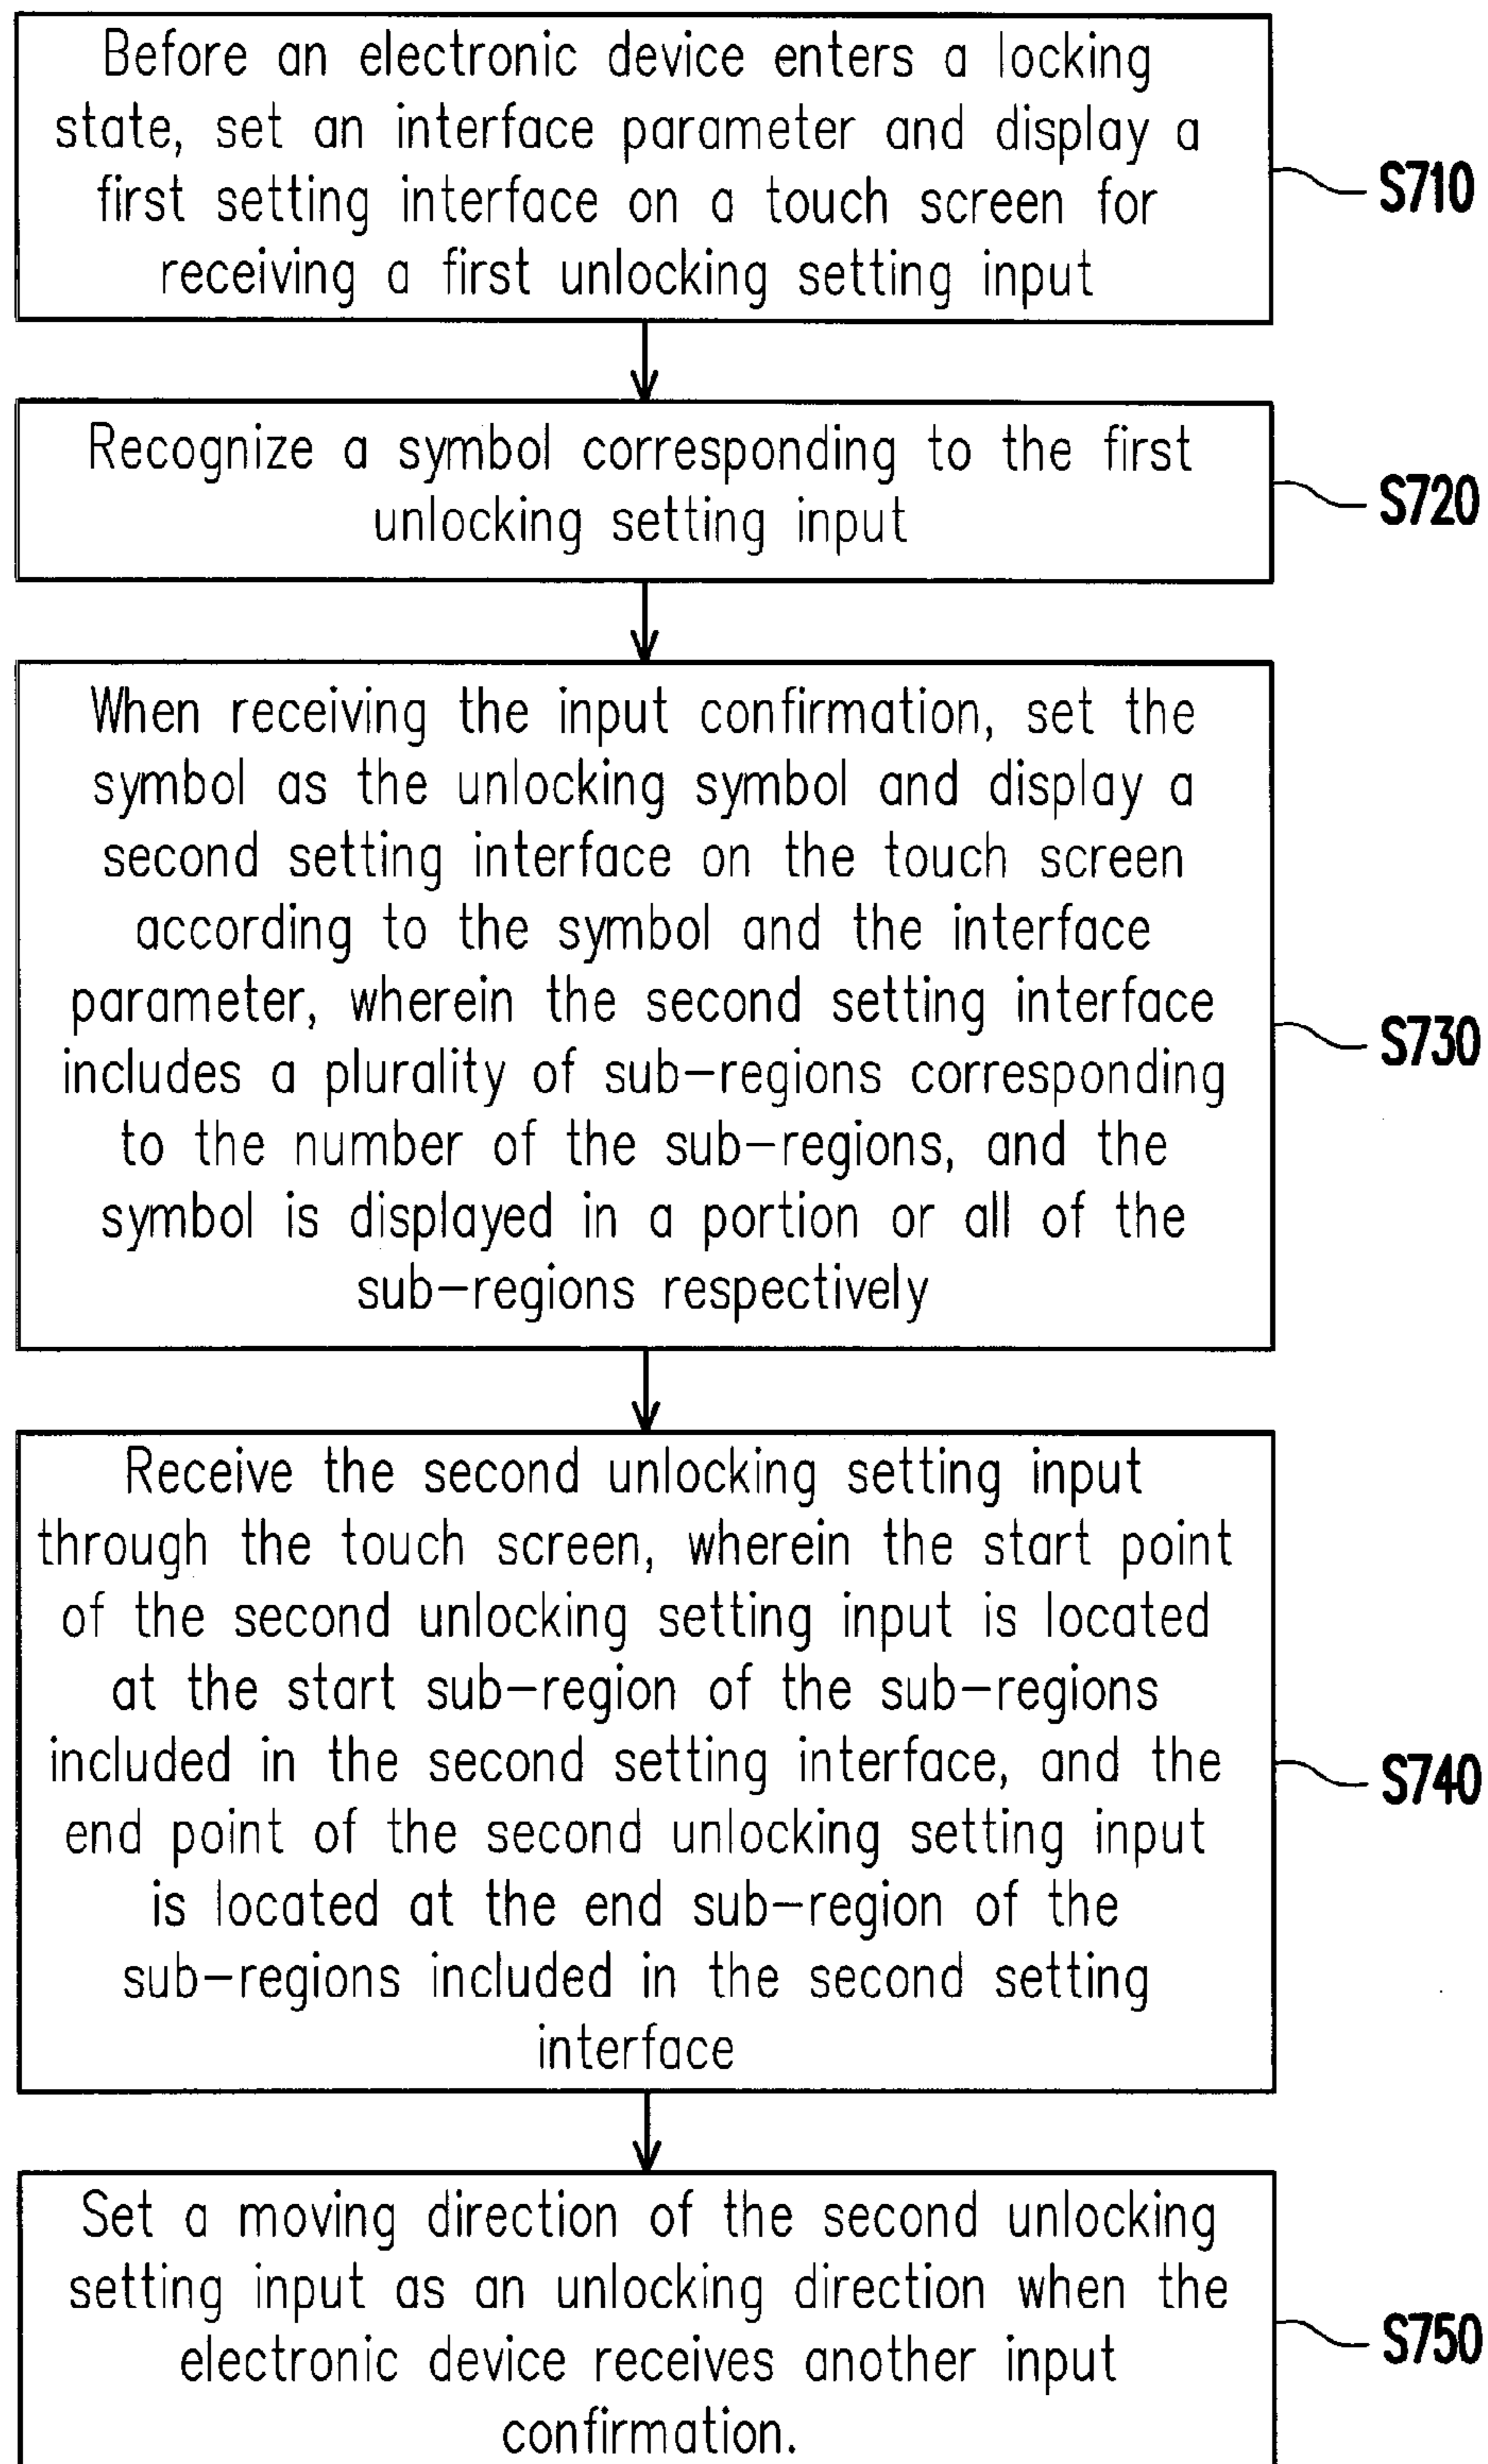 Before an electronic device enters a locking
state, set an interface parameter and display a
first setting interface on a touch screen for
receiving a first unlocking setting input
S710
Recognize a symbol corresponding to the first
unlocking setting input
S720
When receiving the input confirmation, set the
symbol as the unlocking symbol and display a
second setting interface on the touch screen
according to the symbol and the interface
parameter, wherein the second setting interface
includes a plurality of sub-regions corresponding
to the number of the sub-regions, and the
symbol is displayed in a portion or all of the
sub-regions respectively
S730
Receive the second unlocking setting input
through the touch screen, wherein the start point
of the second unlocking setting input is located
at the start sub-region of the sub-regions
included in the second setting interface, and the
end point of the second unlocking setting input
is located at the end sub-region of the
sub-regions included in the second setting
interface
S740
Set a moving direction of the second unlocking
setting input as an unlocking direction when the
electronic device receives another input
confirmation.
S750